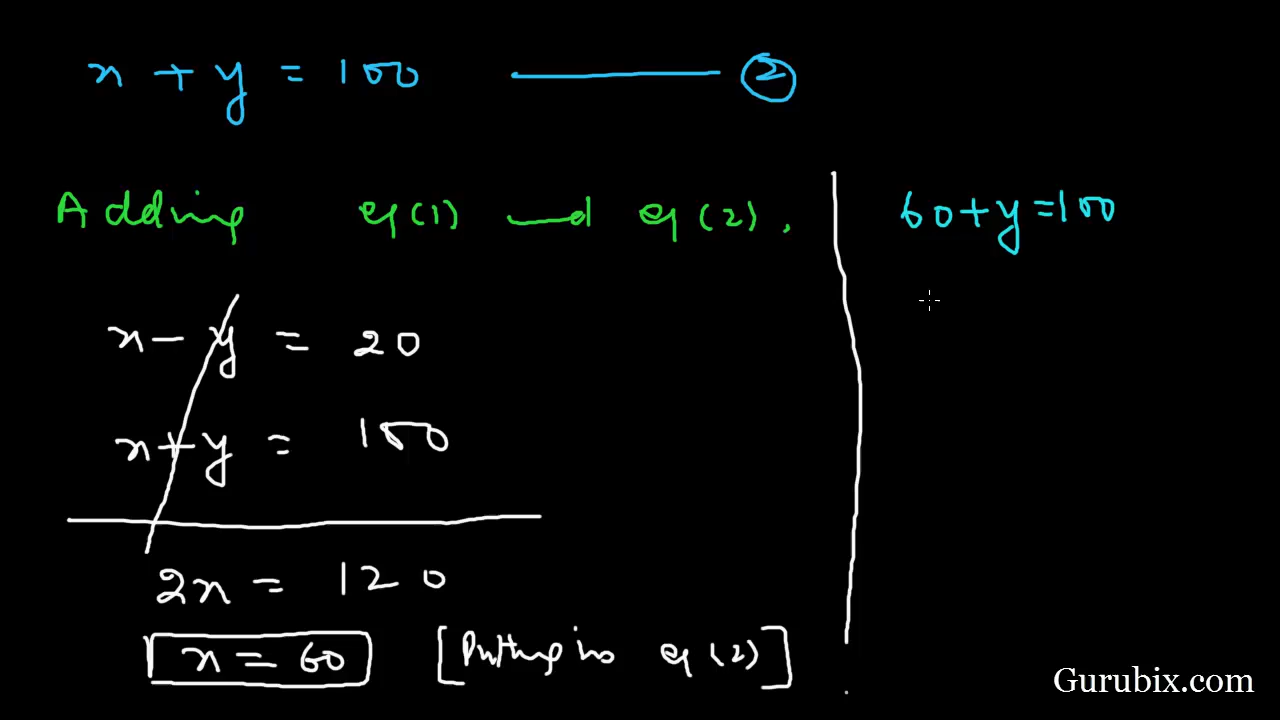 x + y = 100 ——— ②
Adding eq(1) and eq(2).
x - y = 20
x + y = 100
2x = 120
x = 60 [Putting in eq(2)]
60 + y = 100
Gurubix.com